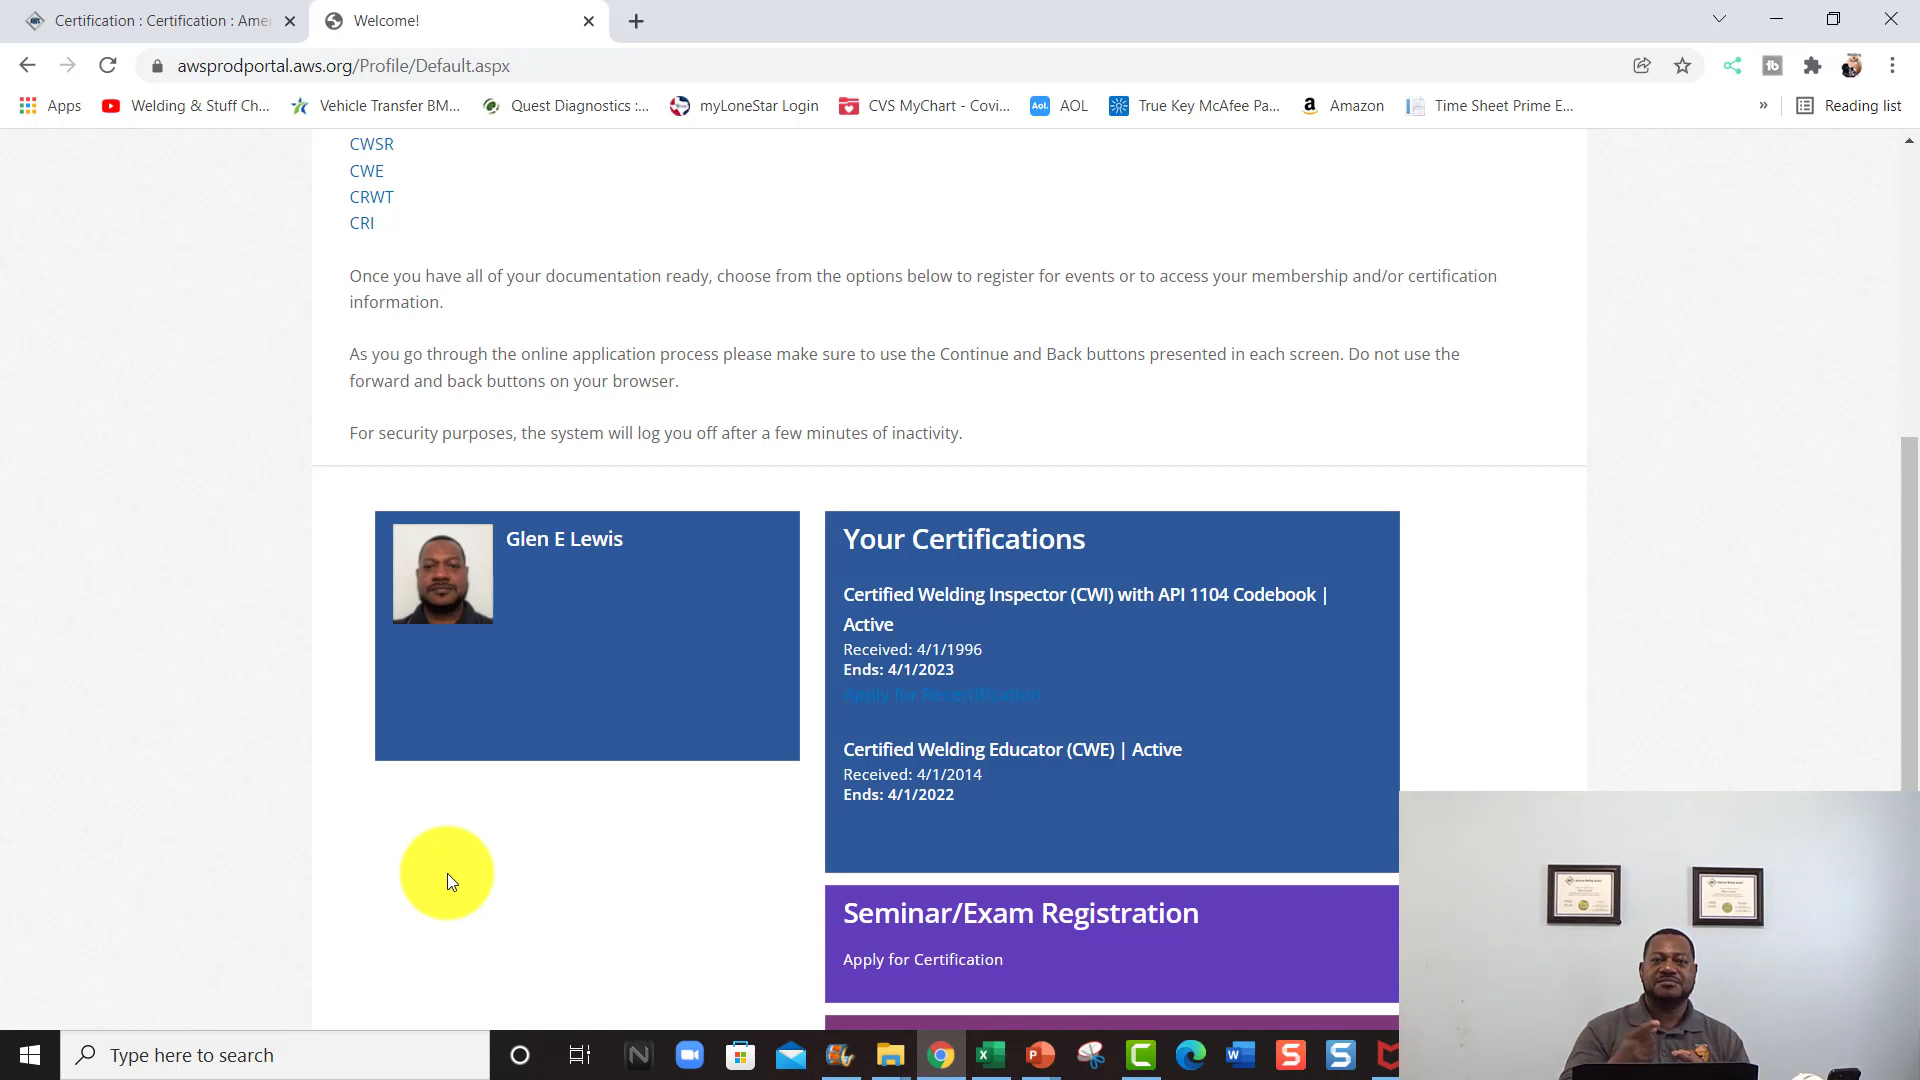 Certification : Certification : Ame
Welcome!
awsprodportal.aws.org/Profile/Default.aspx
Apps
Welding & Stuff Ch...
Vehicle Transfer BM...
Quest Diagnostics :...
myLoneStar Login
CVS MyChart - Covi...
Aol.
AOL
True Key McAfee Pa...
Amazon
Time Sheet Prime E...
»
Reading list
CWSR
CWE
CRWT
CRI
Once you have all of your documentation ready, choose from the options below to register for events or to access your membership and/or certification
information.
As you go through the online application process please make sure to use the Continue and Back buttons presented in each screen. Do not use the
forward and back buttons on your browser.
For security purposes, the system will log you off after a few minutes of inactivity.
Glen E Lewis
Your Certifications
Certified Welding Inspector (CWI) with API 1104 Codebook |
Active
Received: 4/1/1996
Ends: 4/1/2023
Apply for Recertification
Certified Welding Educator (CWE) | Active
Received: 4/1/2014
Ends: 4/1/2022
Seminar/Exam Registration
Apply for Certification
Type here to search